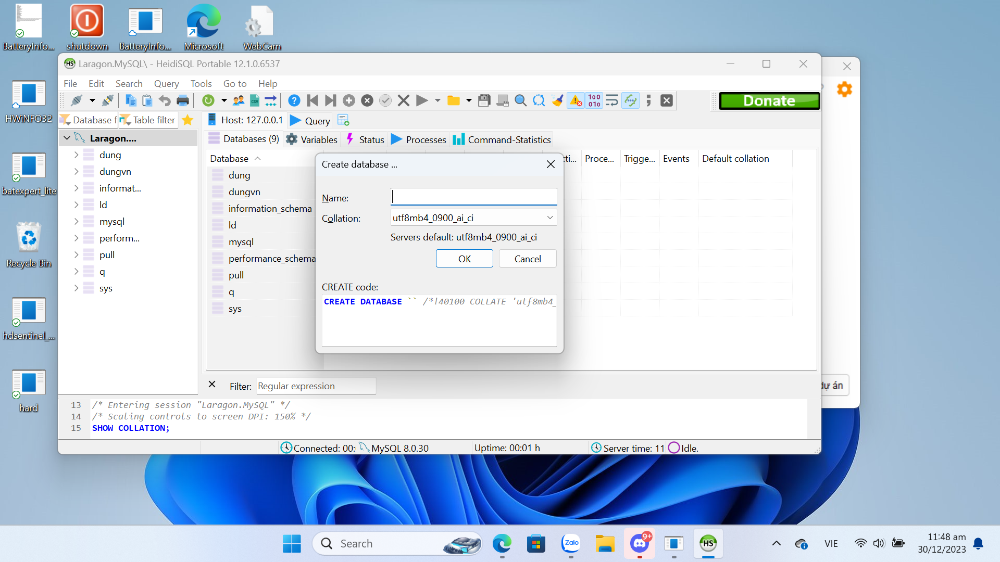 BatteryInfo...
shutdown
BatteryInfo...
Microsoft
WebCam
HWiNFO32
batexpert_lite
Recycle Bin
hdsentinel_...
hard
Laragon.MySQL\ - HeidiSQL Portable 12.1.0.6537
File Edit Search Query Tools Go to Help
Donate
Database f Table filter
Host: 127.0.0.1 Query
Laragon....
dung
dungvn
informat...
ld
mysql
perform...
pull
q
sys
Databases (9) Variables Status Processes Command-Statistics
Database Proce... Trigge... Events Default collation
dung
dungvn
information_schema
ld
mysql
performance_schema
pull
q
sys
Create database ...
Name:
Collation: utf8mb4_0900_ai_ci
Servers default: utf8mb4_0900_ai_ci
OK Cancel
CREATE code:
CREATE DATABASE `` /*!40100 COLLATE 'utf8mb4_
Filter: Regular expression
dự án
13 /* Entering session "Laragon.MySQL" */
14 /* Scaling controls to screen DPI: 150% */
15 SHOW COLLATION;
Connected: 00: MySQL 8.0.30 Uptime: 00:01 h Server time: 11 Idle.
Search
Zalo
9+
HS
VIE
11:48 am
30/12/2023